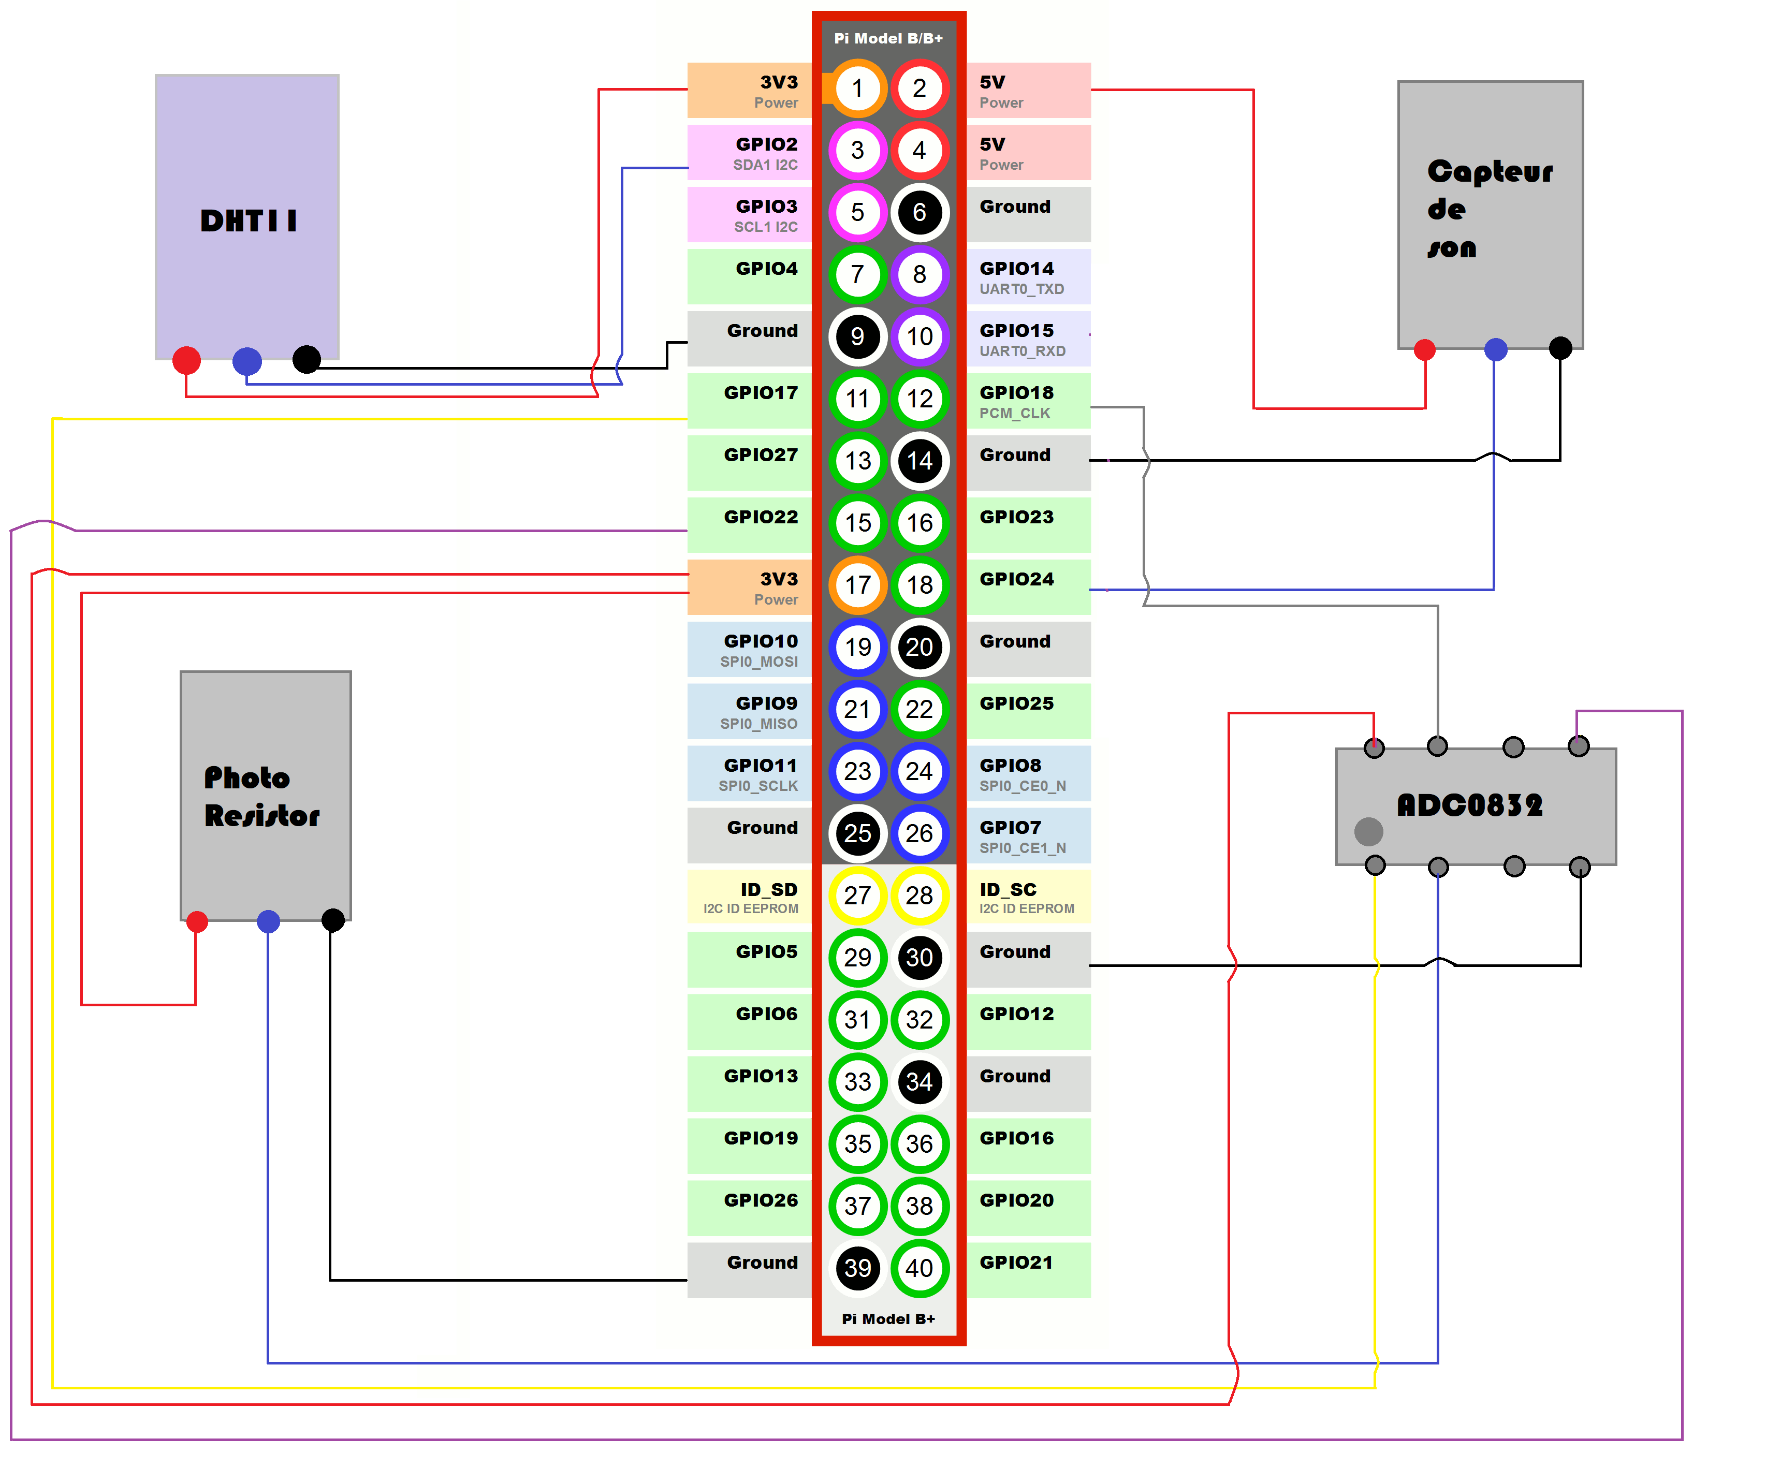 Pi Model B/B+
3V3
Power
1
2
5V
Power
GPIO2
SDA1 I2C
3
4
5V
Power
GPIO3
SCL1 I2C
5
6
Ground
GPIO4
7
8
GPIO14
UART0_TXD
Ground
9
10
GPIO15
UART0_RXD
GPIO17
11
12
GPIO18
PCM_CLK
GPIO27
13
14
Ground
GPIO22
15
16
GPIO23
3V3
Power
17
18
GPIO24
GPIO10
SPI0_MOSI
19
20
Ground
GPIO9
SPI0_MISO
21
22
GPIO25
GPIO11
SPI0_SCLK
23
24
GPIO8
SPI0_CE0_N
Ground
25
26
GPIO7
SPI0_CE1_N
ID_SD
I2C ID EEPROM
27
28
ID_SC
I2C ID EEPROM
GPIO5
29
30
Ground
GPIO6
31
32
GPIO12
GPIO13
33
34
Ground
GPIO19
35
36
GPIO16
GPIO26
37
38
GPIO20
Ground
39
40
GPIO21
Pi Model B+
DHT11
Photo
Resistor
Capteur
de
son
ADC0832